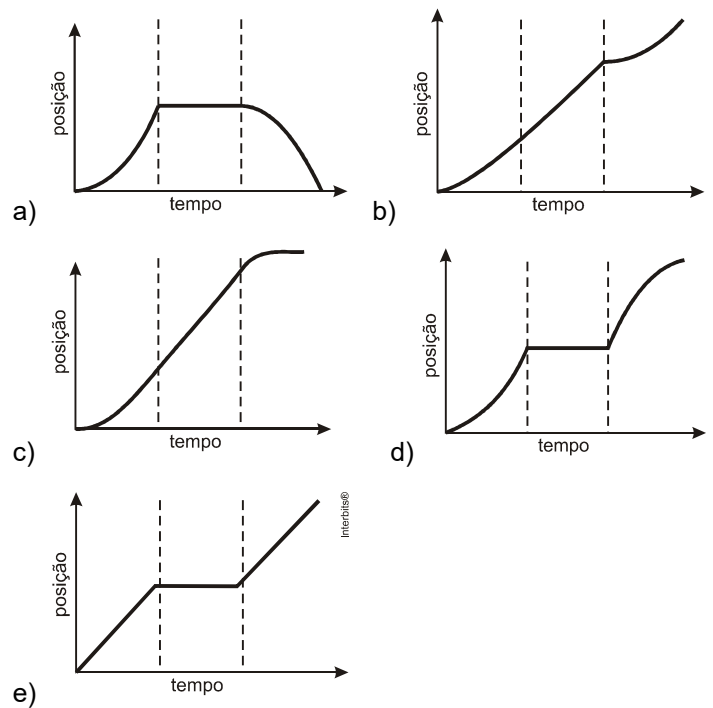 posição
tempo
a)
posição
tempo
b)
posição
tempo
c)
posição
tempo
d)
posição
tempo
e)
Interbits®